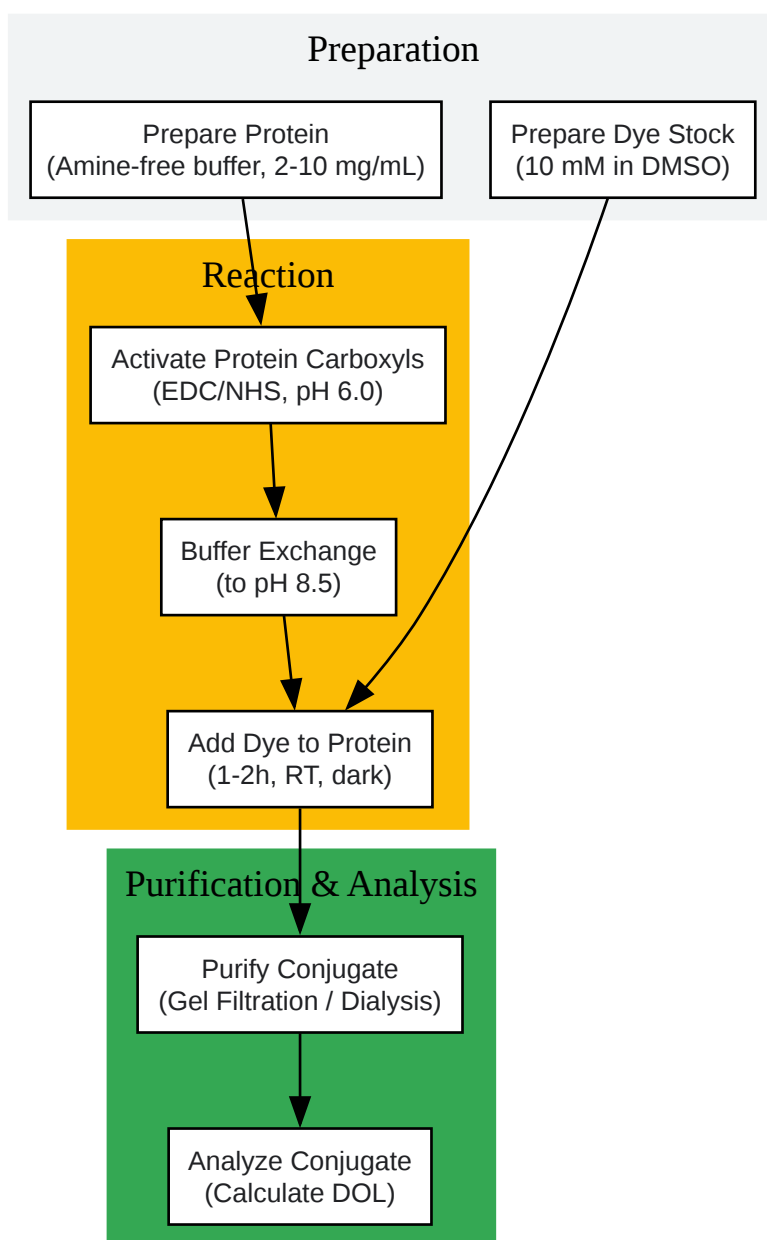 Preparation
Prepare Protein
(Amine-free buffer, 2-10 mg/mL)
Prepare Dye Stock
(10 mM in DMSO)
Reaction
Activate Protein Carboxyls
(EDC/NHS, pH 6.0)
Buffer Exchange
(to pH 8.5)
Add Dye to Protein
(1-2h, RT, dark)
Purification & Analysis
Purify Conjugate
(Gel Filtration / Dialysis)
Analyze Conjugate
(Calculate DOL)